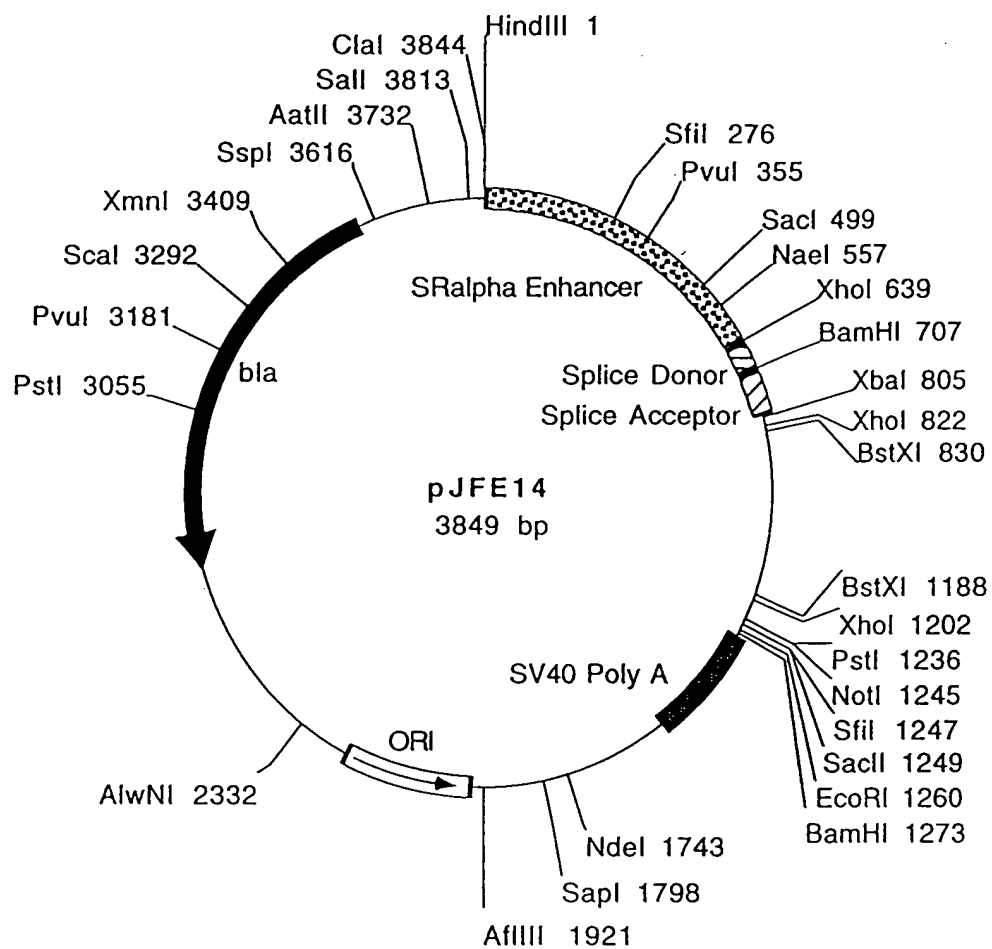 HindIII 1
ClaI 3844
SalI 3813
AatII 3732
SspI 3616
XmnI 3409
ScaI 3292
PvuI 3181
PstI 3055
bla
SfiI 276
PvuI 355
SacI 499
NaeI 557
XhoI 639
BamHI 707
XbaI 805
XhoI 822
BstXI 830
SRalpha Enhancer
Splice Donor
Splice Acceptor
pJFE14
3849 bp
BstXI 1188
XhoI 1202
PstI 1236
NotI 1245
SfiI 1247
SacII 1249
EcoRI 1260
BamHI 1273
SV40 Poly A
ORI
AlwNI 2332
NdeI 1743
SapI 1798
AflIII 1921